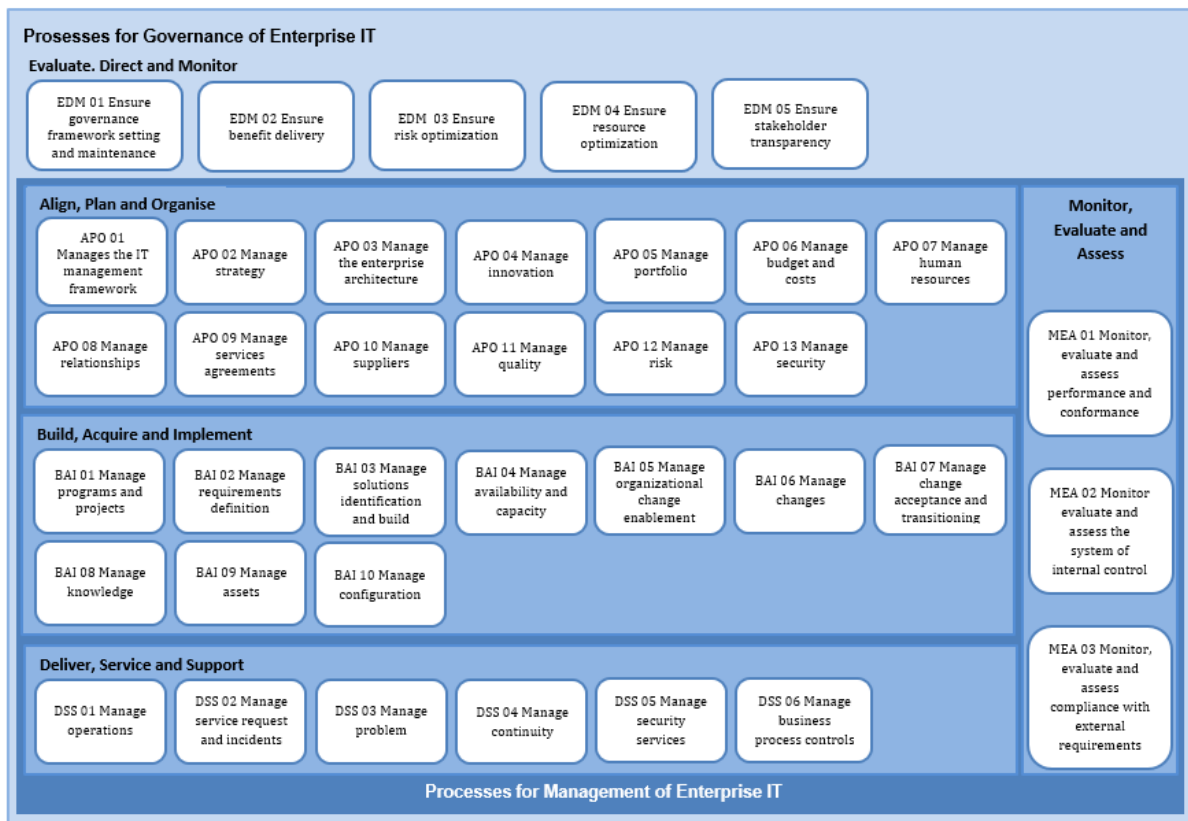 Prosesses for Governance of Enterprise IT
Evaluate. Direct and Monitor
EDM 01 Ensure
governance
framework setting
and maintenance
EDM 02 Ensure
benefit delivery
EDM 03 Ensure
risk optimization
EDM 04 Ensure
resource
optimization
EDM 05 Ensure
stakeholder
transparency
Align, Plan and Organise
APO 01
Manages the IT
management
framework
APO 02 Manage
strategy
APO 03 Manage
the enterprise
architecture
APO 04 Manage
innovation
APO 05 Manage
portfolio
APO 06 Manage
budget and
costs
APO 07 Manage
human
resources
APO 08 Manage
relationships
APO 09 Manage
services
agreements
APO 10 Manage
suppliers
APO 11 Manage
quality
APO 12 Manage
risk
APO 13 Manage
security
Build, Acquire and Implement
BAI 01 Manage
programs and
projects
BAI 02 Manage
requirements
definition
BAI 03 Manage
solutions
identification
and build
BAI 04 Manage
availability and
capacity
BAI 05 Manage
organizational
change
enablement
BAI 06 Manage
changes
BAI 07 Manage
change
acceptance and
transitioning
BAI 08 Manage
knowledge
BAI 09 Manage
assets
BAI 10 Manage
configuration
Deliver, Service and Support
DSS 01 Manage
operations
DSS 02 Manage
service request
and incidents
DSS 03 Manage
problem
DSS 04 Manage
continuity
DSS 05 Manage
security
services
DSS 06 Manage
business
process controls
Monitor,
Evaluate and
Assess
MEA 01 Monitor,
evaluate and
assess
performance and
conformance
MEA 02 Monitor
evaluate and
assess the
system of
internal control
MEA 03 Monitor,
evaluate and
assess
compliance with
external
requirements
Processes for Management of Enterprise IT